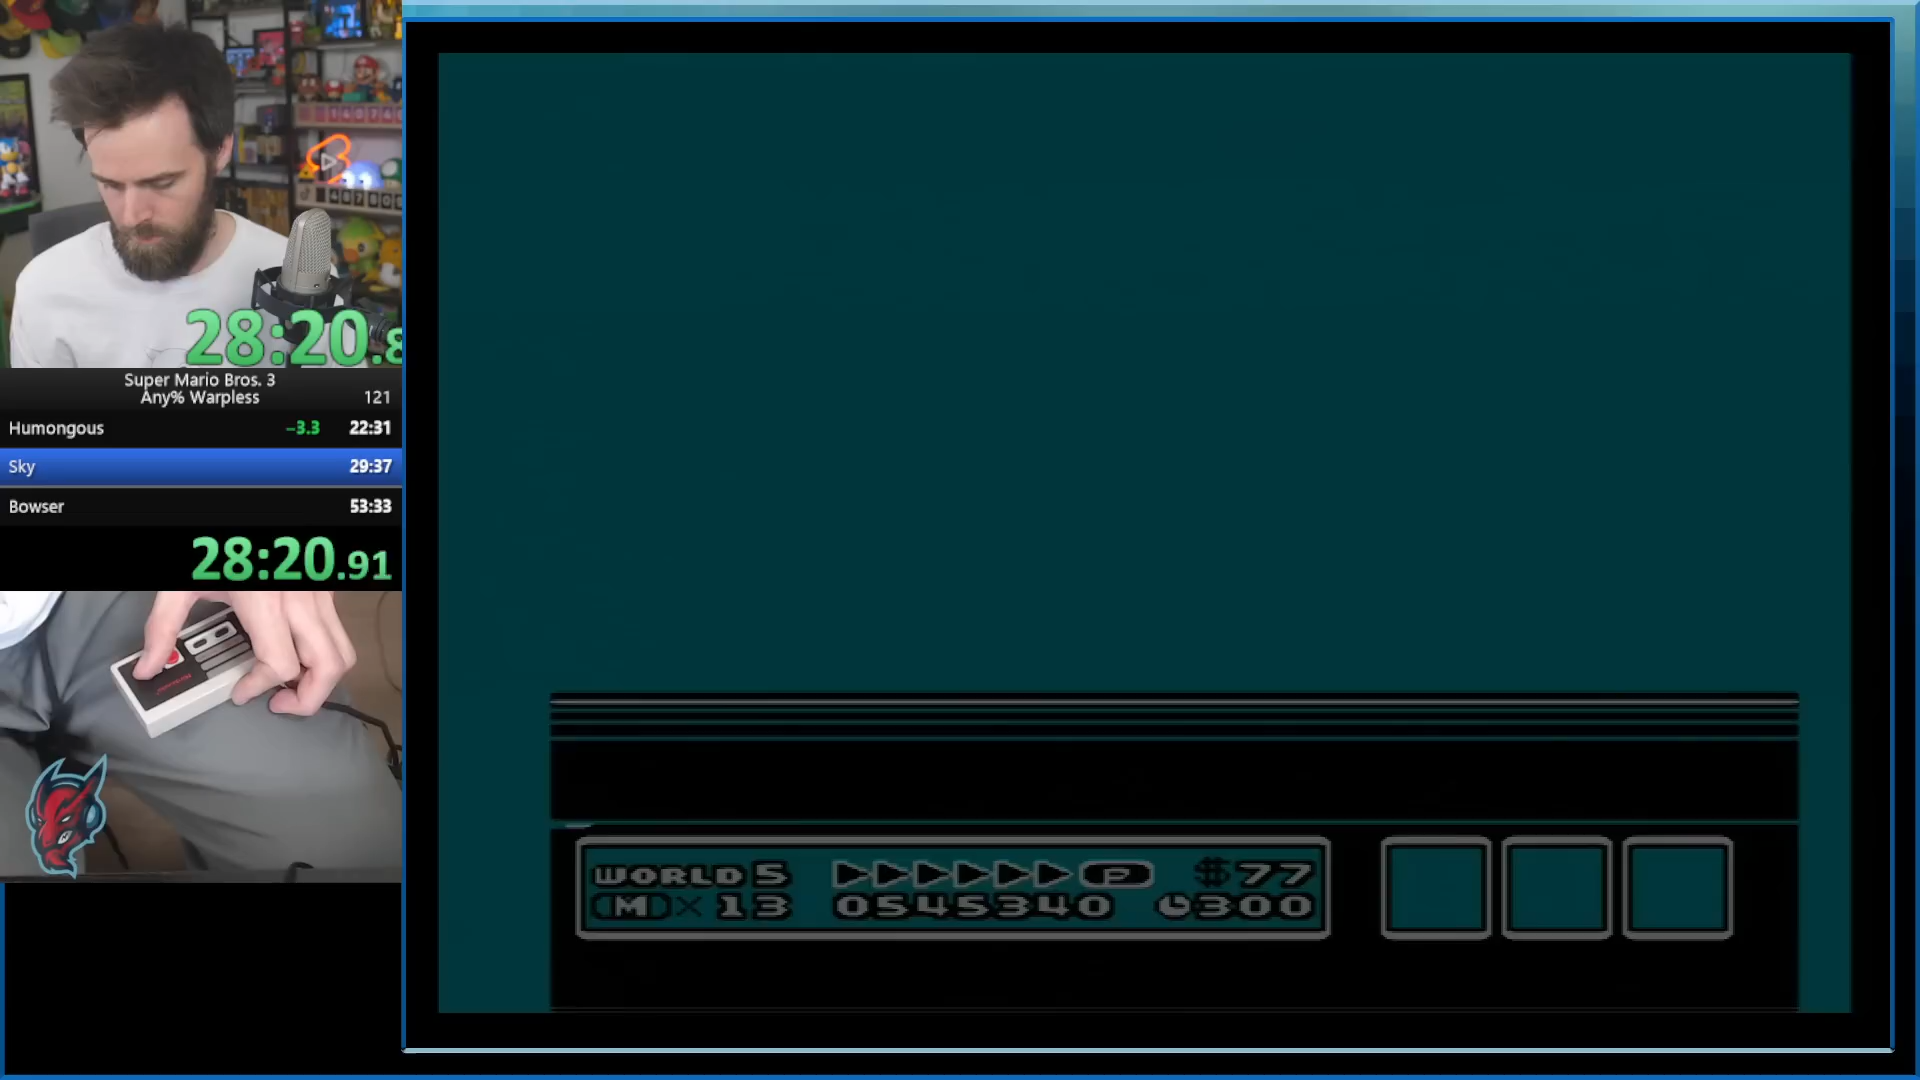 28:20.8
Super Mario Bros. 3
Any% Warpless
121
Humongous -3.3 22:31
Sky 29:37
Bowser 53:33
28:20.91
WORLD 5 P #77
M × 13 0545340 300